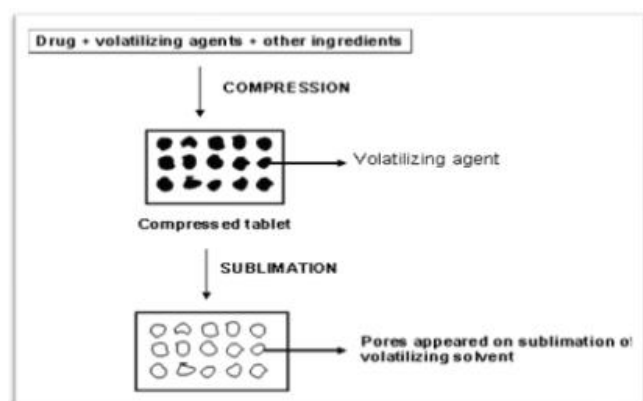 Drug + volatilizing agents + other ingredients
COMPRESSION
Volatilizing agent
Compressed tablet
SUBLIMATION
Pores appeared on sublimation of
volatilizing solvent